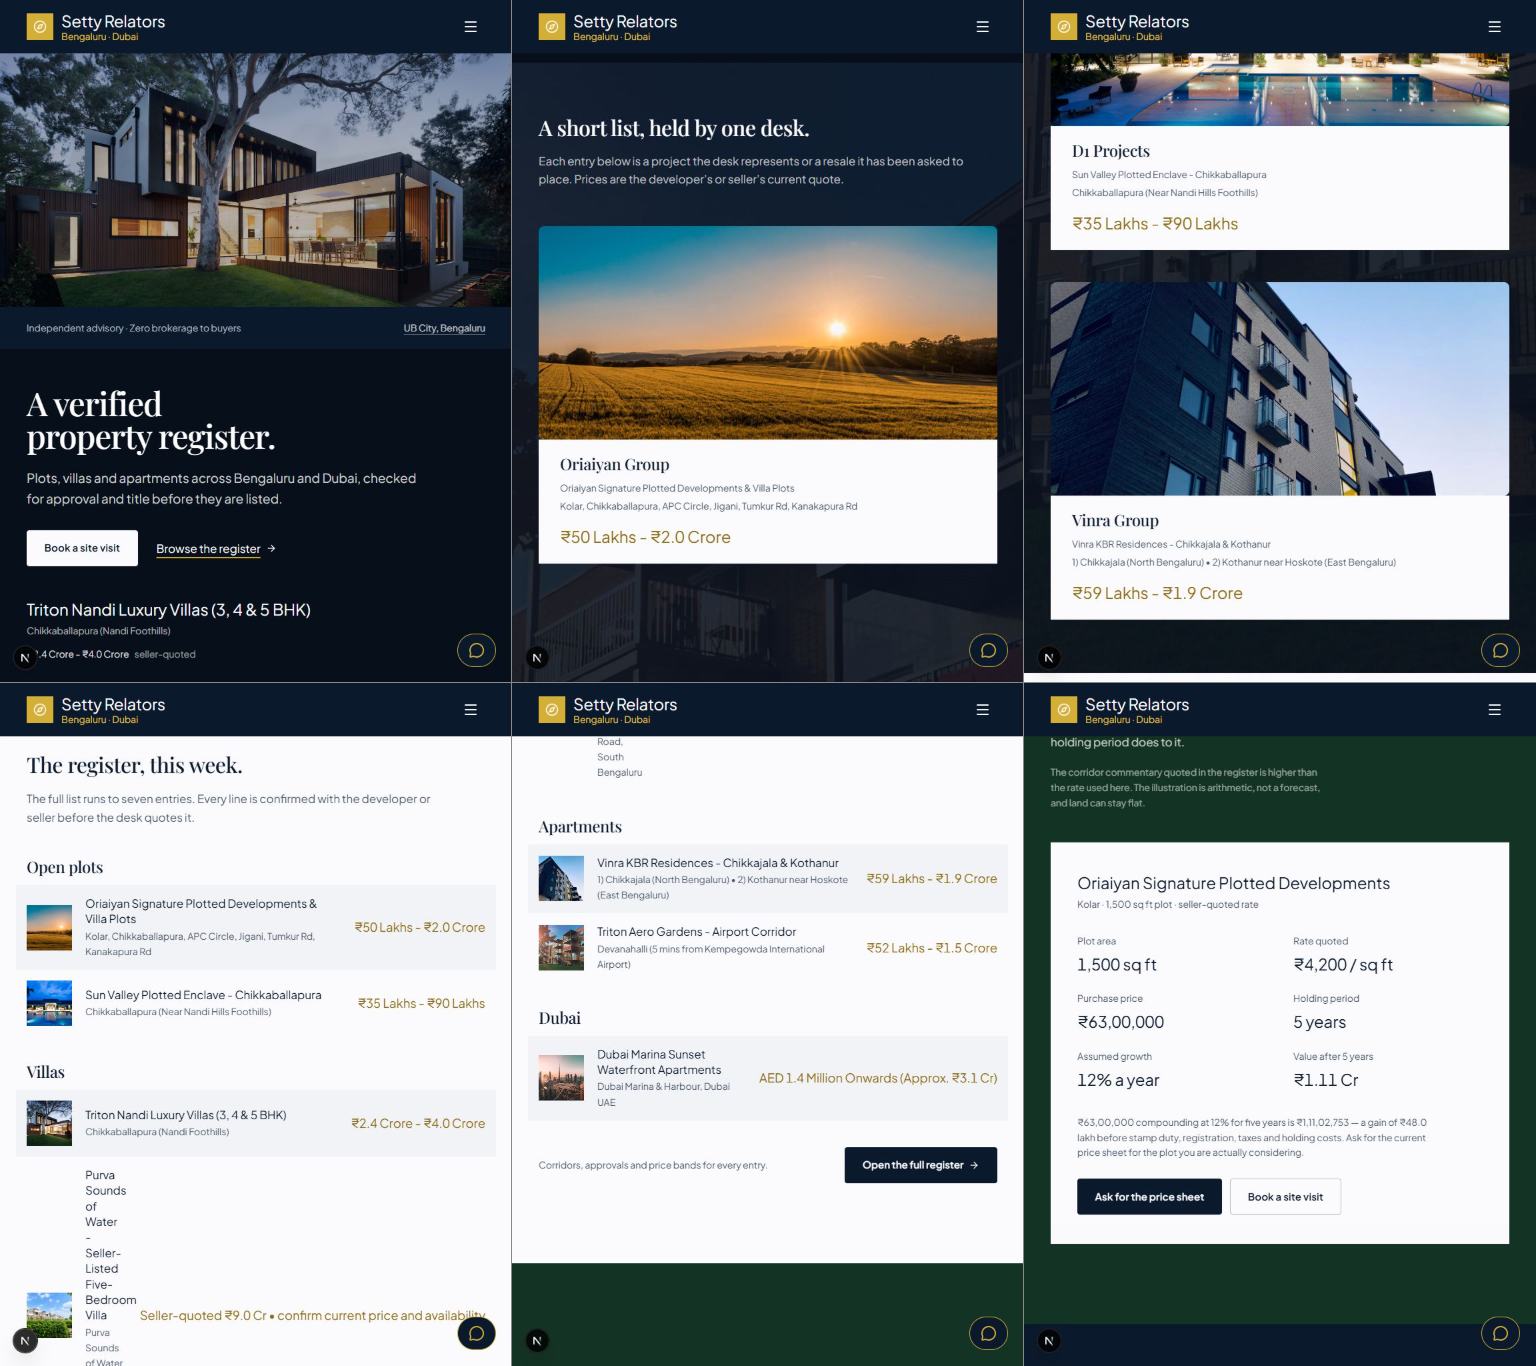 Setty Relators
Bengaluru · Dubai
Independent advisory · Zero brokerage to buyers
UB City, Bengaluru
A verified
property register.
Plots, villas and apartments across Bengaluru and Dubai, checked
for approval and title before they are listed.
Book a site visit
Browse the register →
Triton Nandi Luxury Villas (3, 4 & 5 BHK)
Chikkaballapura (Nandi Foothills)
.4 Crore - ₹4.0 Crore seller-quoted
N
Setty Relators
Bengaluru · Dubai
A short list, held by one desk.
Each entry below is a project the desk represents or a resale it has been asked to
place. Prices are the developer's or seller's current quote.
Oriaiyan Group
Oriaiyan Signature Plotted Developments & Villa Plots
Kolar, Chikkaballapura, APC Circle, Jigani, Tumkur Rd, Kanakapura Rd
₹50 Lakhs - ₹2.0 Crore
N
Setty Relators
Bengaluru · Dubai
D1 Projects
Sun Valley Plotted Enclave - Chikkaballapura
Chikkaballapura (Near Nandi Hills Foothills)
₹35 Lakhs - ₹90 Lakhs
Vinra Group
Vinra KBR Residences - Chikkajala & Kothanur
1) Chikkajala (North Bengaluru) • 2) Kothanur near Hoskote (East Bengaluru)
₹59 Lakhs - ₹1.9 Crore
N
Setty Relators
Bengaluru · Dubai
The register, this week.
The full list runs to seven entries. Every line is confirmed with the developer or
seller before the desk quotes it.
Open plots
Oriaiyan Signature Plotted Developments &
Villa Plots
Kolar, Chikkaballapura, APC Circle, Jigani, Tumkur Rd,
Kanakapura Rd
₹50 Lakhs - ₹2.0 Crore
Sun Valley Plotted Enclave - Chikkaballapura
Chikkaballapura (Near Nandi Hills Foothills)
₹35 Lakhs - ₹90 Lakhs
Villas
Triton Nandi Luxury Villas (3, 4 & 5 BHK)
Chikkaballapura (Nandi Foothills)
₹2.4 Crore - ₹4.0 Crore
Purva
Sounds
of
Water
-
Seller-
Listed
Five-
Bedroom
Villa
Purva
Sounds
of Water
Seller-quoted ₹9.0 Cr • confirm current price and availability
N
Setty Relators
Bengaluru · Dubai
Road,
South
Bengaluru
Apartments
Vinra KBR Residences - Chikkajala & Kothanur
1) Chikkajala (North Bengaluru) • 2) Kothanur near Hoskote
(East Bengaluru)
₹59 Lakhs - ₹1.9 Crore
Triton Aero Gardens - Airport Corridor
Devanahalli (5 mins from Kempegowda International
Airport)
₹52 Lakhs - ₹1.5 Crore
Dubai
Dubai Marina Sunset
Waterfront Apartments
Dubai Marina & Harbour, Dubai
UAE
AED 1.4 Million Onwards (Approx. ₹3.1 Cr)
Corridors, approvals and price bands for every entry.
Open the full register →
N
Setty Relators
Bengaluru · Dubai
holding period does to it.
The corridor commentary quoted in the register is higher than
the rate used here. The illustration is arithmetic, not a forecast,
and land can stay flat.
Oriaiyan Signature Plotted Developments
Kolar · 1,500 sq ft plot · seller-quoted rate
Plot area
1,500 sq ft
Rate quoted
₹4,200 / sq ft
Purchase price
₹63,00,000
Holding period
5 years
Assumed growth
12% a year
Value after 5 years
₹1.11 Cr
₹63,00,000 compounding at 12% for five years is ₹1,11,02,753 — a gain of ₹48.0
lakh before stamp duty, registration, taxes and holding costs. Ask for the current
price sheet for the plot you are actually considering.
Ask for the price sheet
Book a site visit
N